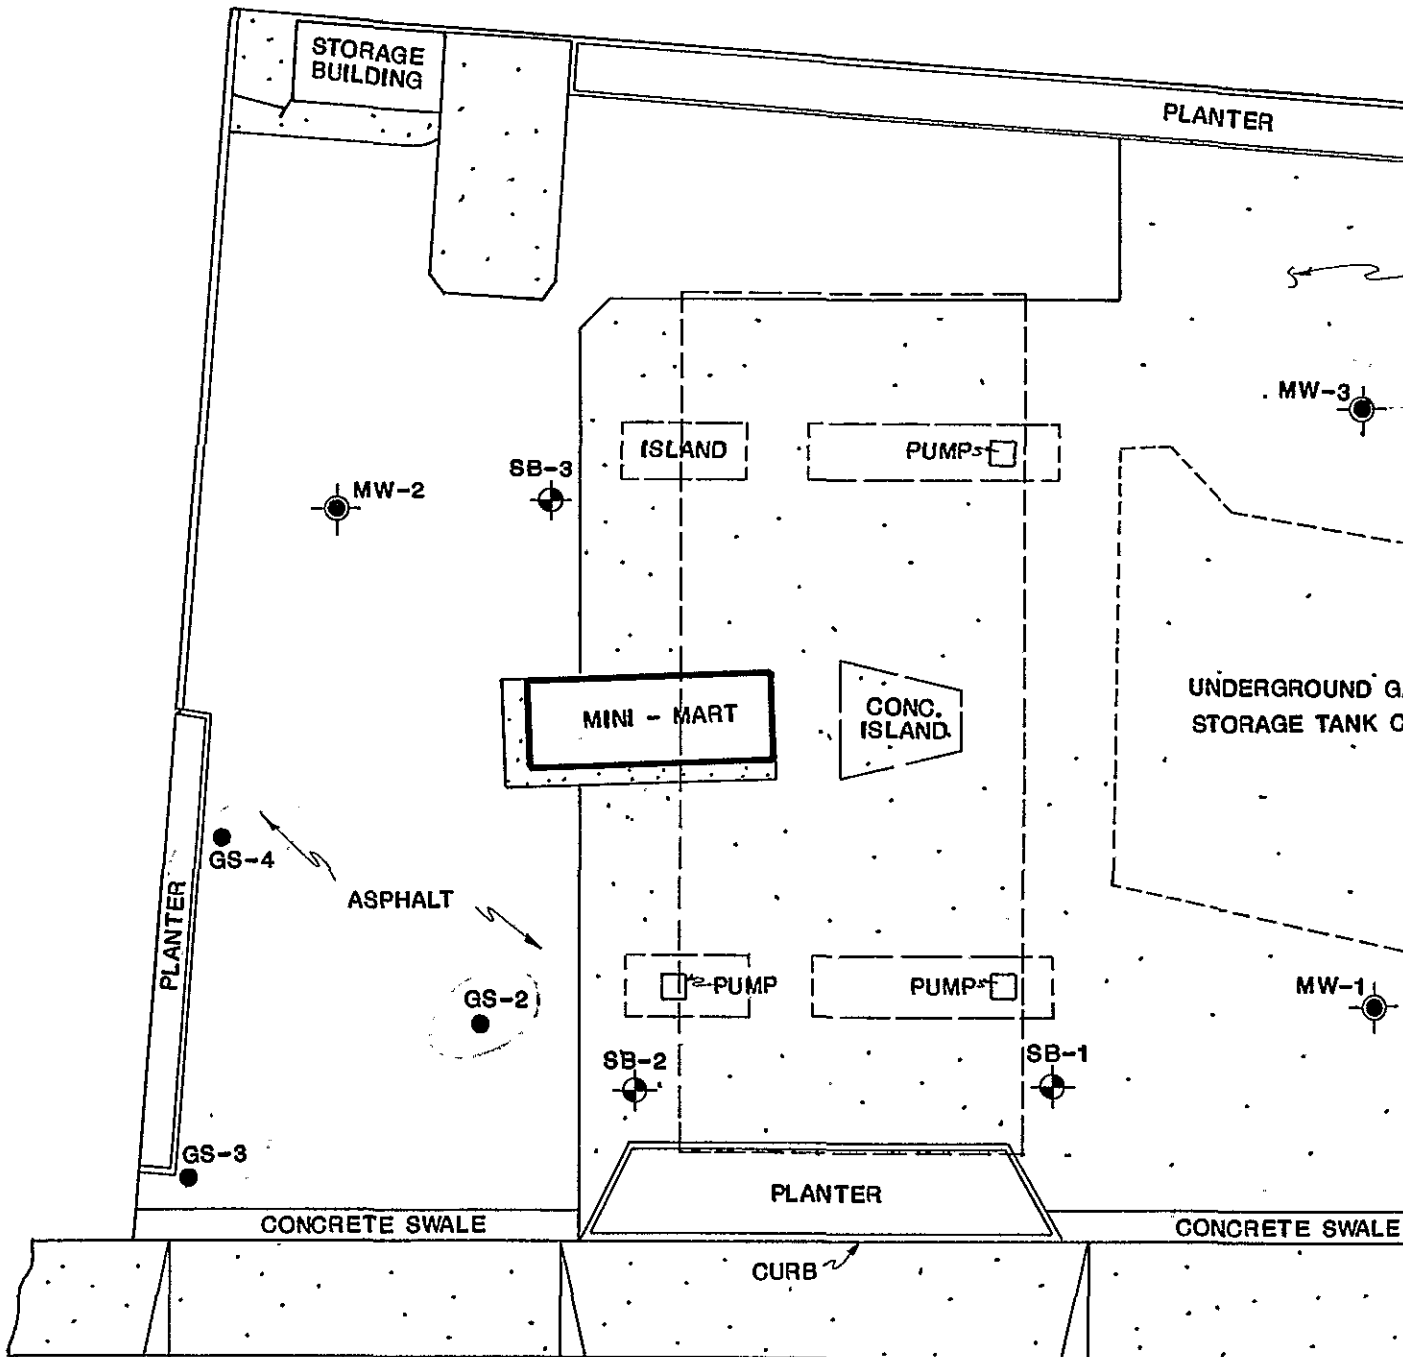 STORAGE
BUILDING
PLANTER
MW-3
ISLAND
PUMP
SB-3
MW-2
MINI - MART
CONC.
ISLAND
UNDERGROUND
STORAGE TANK
GS-4
ASPHALT
PLANTER
PUMP
PUMP
GS-2
MW-1
SB-2
SB-1
GS-3
PLANTER
CONCRETE SWALE
CONCRETE SWALE
CURB